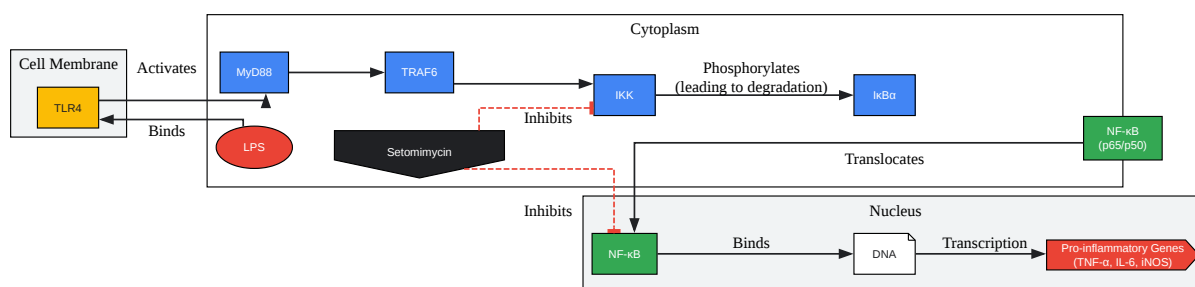 Cytoplasm
Cell Membrane
Activates
MyD88
TRAF6
IKK
Phosphorylates
(leading to degradation)
IκBα
TLR4
Inhibits
Binds
LPS
Setomimycin
NF-κB
(p65/p50)
Translocates
Inhibits
Nucleus
NF-κB
Binds
DNA
Transcription
Pro-inflammatory Genes
(TNF-α, IL-6, iNOS)